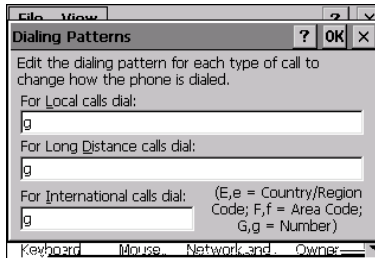 File View ? ×
Dialing Patterns ? OK ×
Edit the dialing pattern for each type of call to
change how the phone is dialed.
For Local calls dial:
g
For Long Distance calls dial:
g
For International calls dial:
g
(E,e = Country/Region
Code; F,f = Area Code;
G,g = Number)
Keyboard Mouse Network and Owner